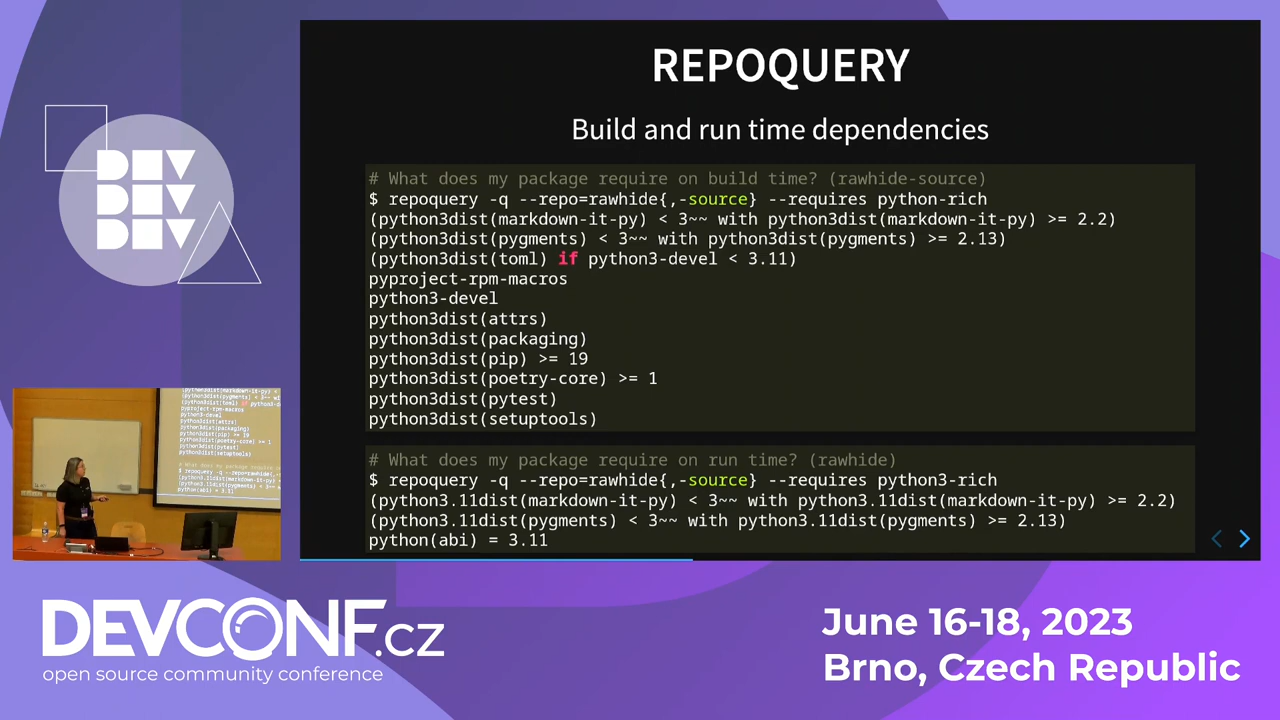 REPOQUERY
Build and run time dependencies
# What does my package require on build time? (rawhide-source)
$ repoquery -q --repo=rawhide{,-source} --requires python-rich
(python3dist(markdown-it-py) < 3~~ with python3dist(markdown-it-py) >= 2.2)
(python3dist(pygments) < 3~~ with python3dist(pygments) >= 2.13)
(python3dist(toml) if python3-devel < 3.11)
pyproject-rpm-macros
python3-devel
python3dist(attrs)
python3dist(packaging)
python3dist(pip) >= 19
python3dist(poetry-core) >= 1
python3dist(pytest)
python3dist(setuptools)
# What does my package require on run time? (rawhide)
$ repoquery -q --repo=rawhide{,-source} --requires python3-rich
(python3.11dist(markdown-it-py) < 3~~ with python3.11dist(markdown-it-py) >= 2.2)
(python3.11dist(pygments) < 3~~ with python3.11dist(pygments) >= 2.13)
python(abi) = 3.11
DEV
DEV
DEV
DEVCONF.cz
open source community conference
June 16-18, 2023
Brno, Czech Republic